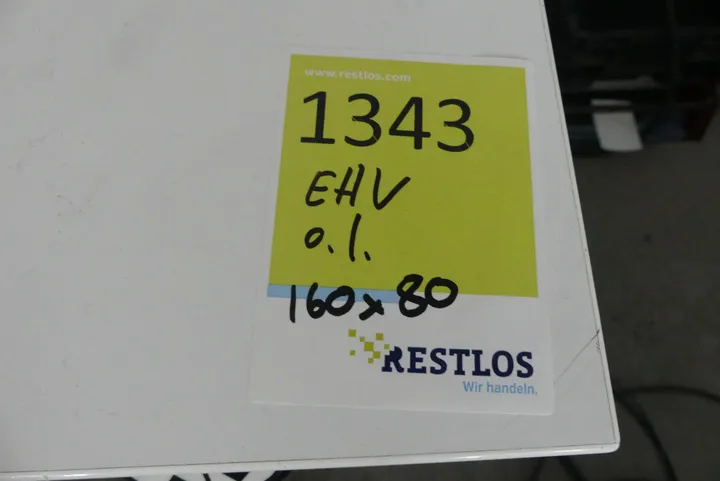 www.restlos.com
1343
EHV
o.l.
160x80
RESTLOS
Wir handeln.